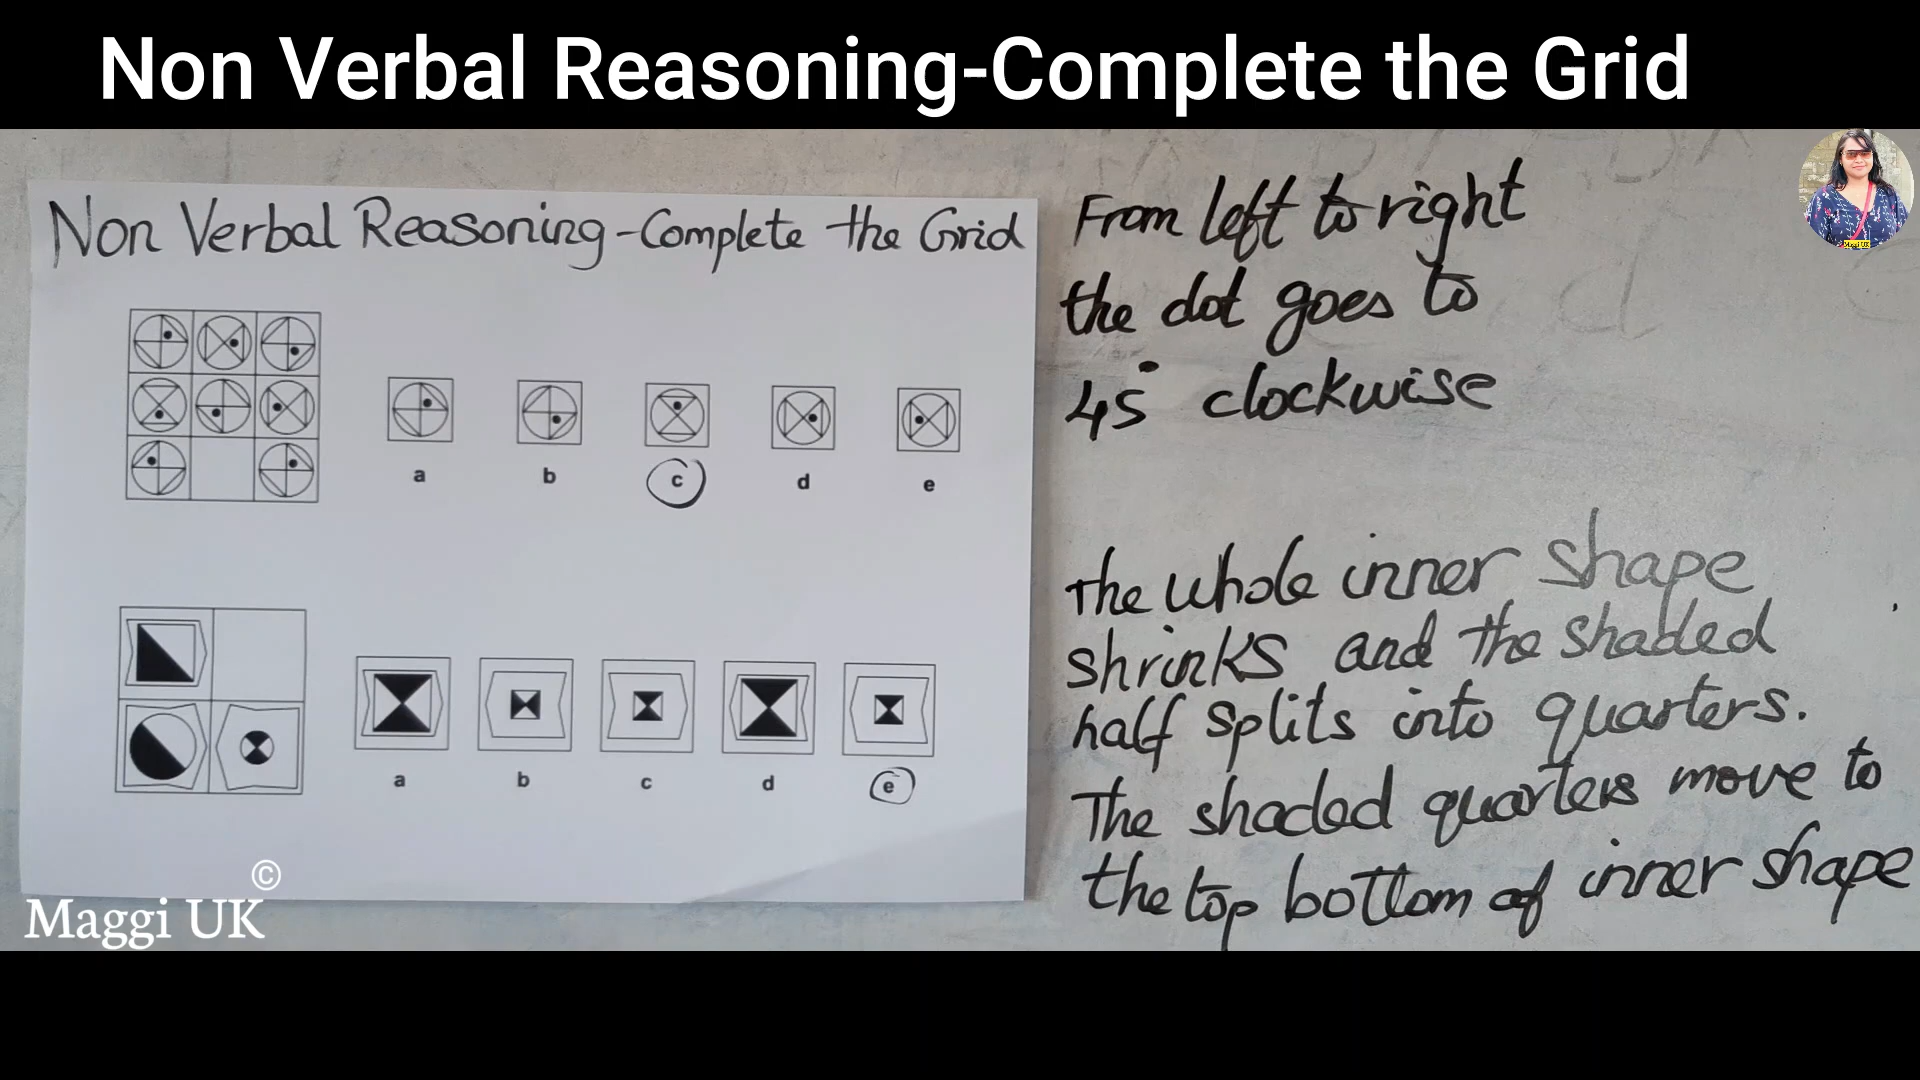 Non Verbal Reasoning-Complete the Grid
Non Verbal Reasoning-Complete the Grid
a b c d e
a b c d e
From left to right
the dot goes to
45° clockwise
The whole inner shape
shrinks and the shaded
half splits into quarters.
The shaded quarters move to
the top bottom of inner shape
Maggi UK
©
Maggi UK